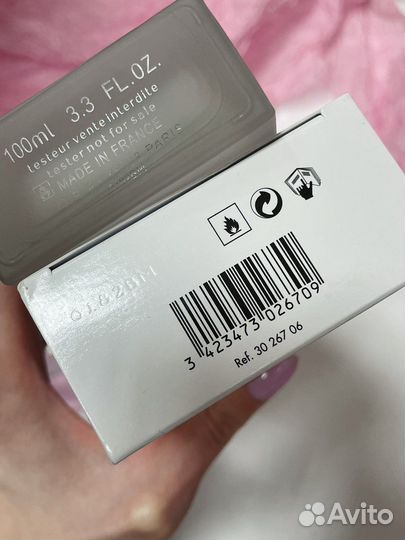 100ml 3.3 FL.OZ.
testeur vente interdite
tester not for sale
MADE IN FRANCE
PARIS
3 423473 026709
Ref. 30 267 06
Avito